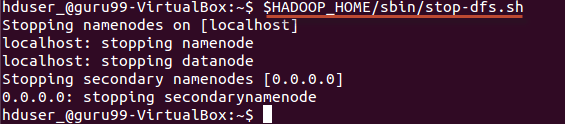 hduser_@guru99-VirtualBox:~$ $HADOOP_HOME/sbin/stop-dfs.sh
Stopping namenodes on [localhost]
localhost: stopping namenode
localhost: stopping datanode
Stopping secondary namenodes [0.0.0.0]
0.0.0.0: stopping secondarynamenode
hduser_@guru99-VirtualBox:~$